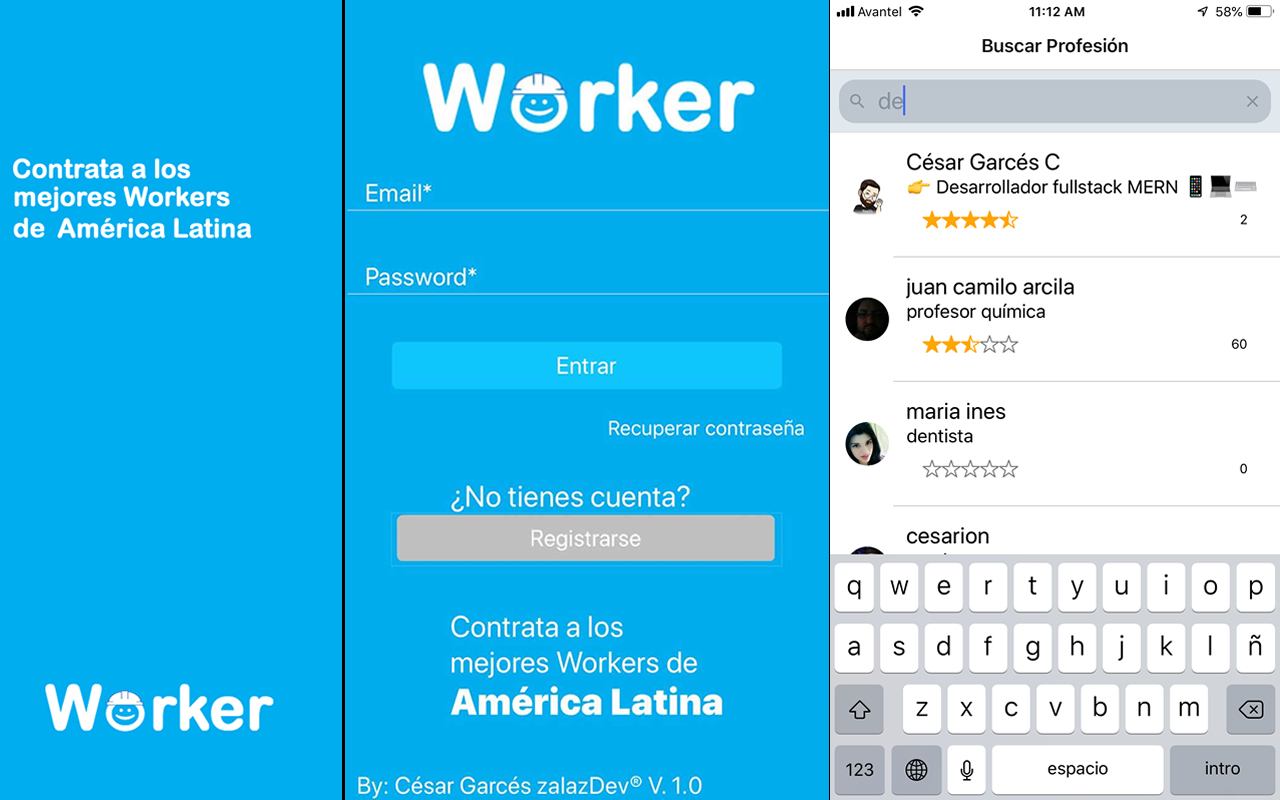 Contrata a los
mejores Workers
de América Latina
Worker
Worker
Email*
Password*
Entrar
Recuperar contraseña
¿No tienes cuenta?
Registrarse
Contrata a los
mejores Workers de
América Latina
By: César Garcés zalazDev® V. 1.0
Avantel 11:12 AM 58%
Buscar Profesión
de
César Garcés C
👉 Desarrollador fullstack MERN 📱💻⌨️
2
juan camilo arcila
profesor química
60
maria ines
dentista
0
cesarion
q w e r t y u i o p
a s d f g h j k l ñ
z x c v b n m
123 espacio intro